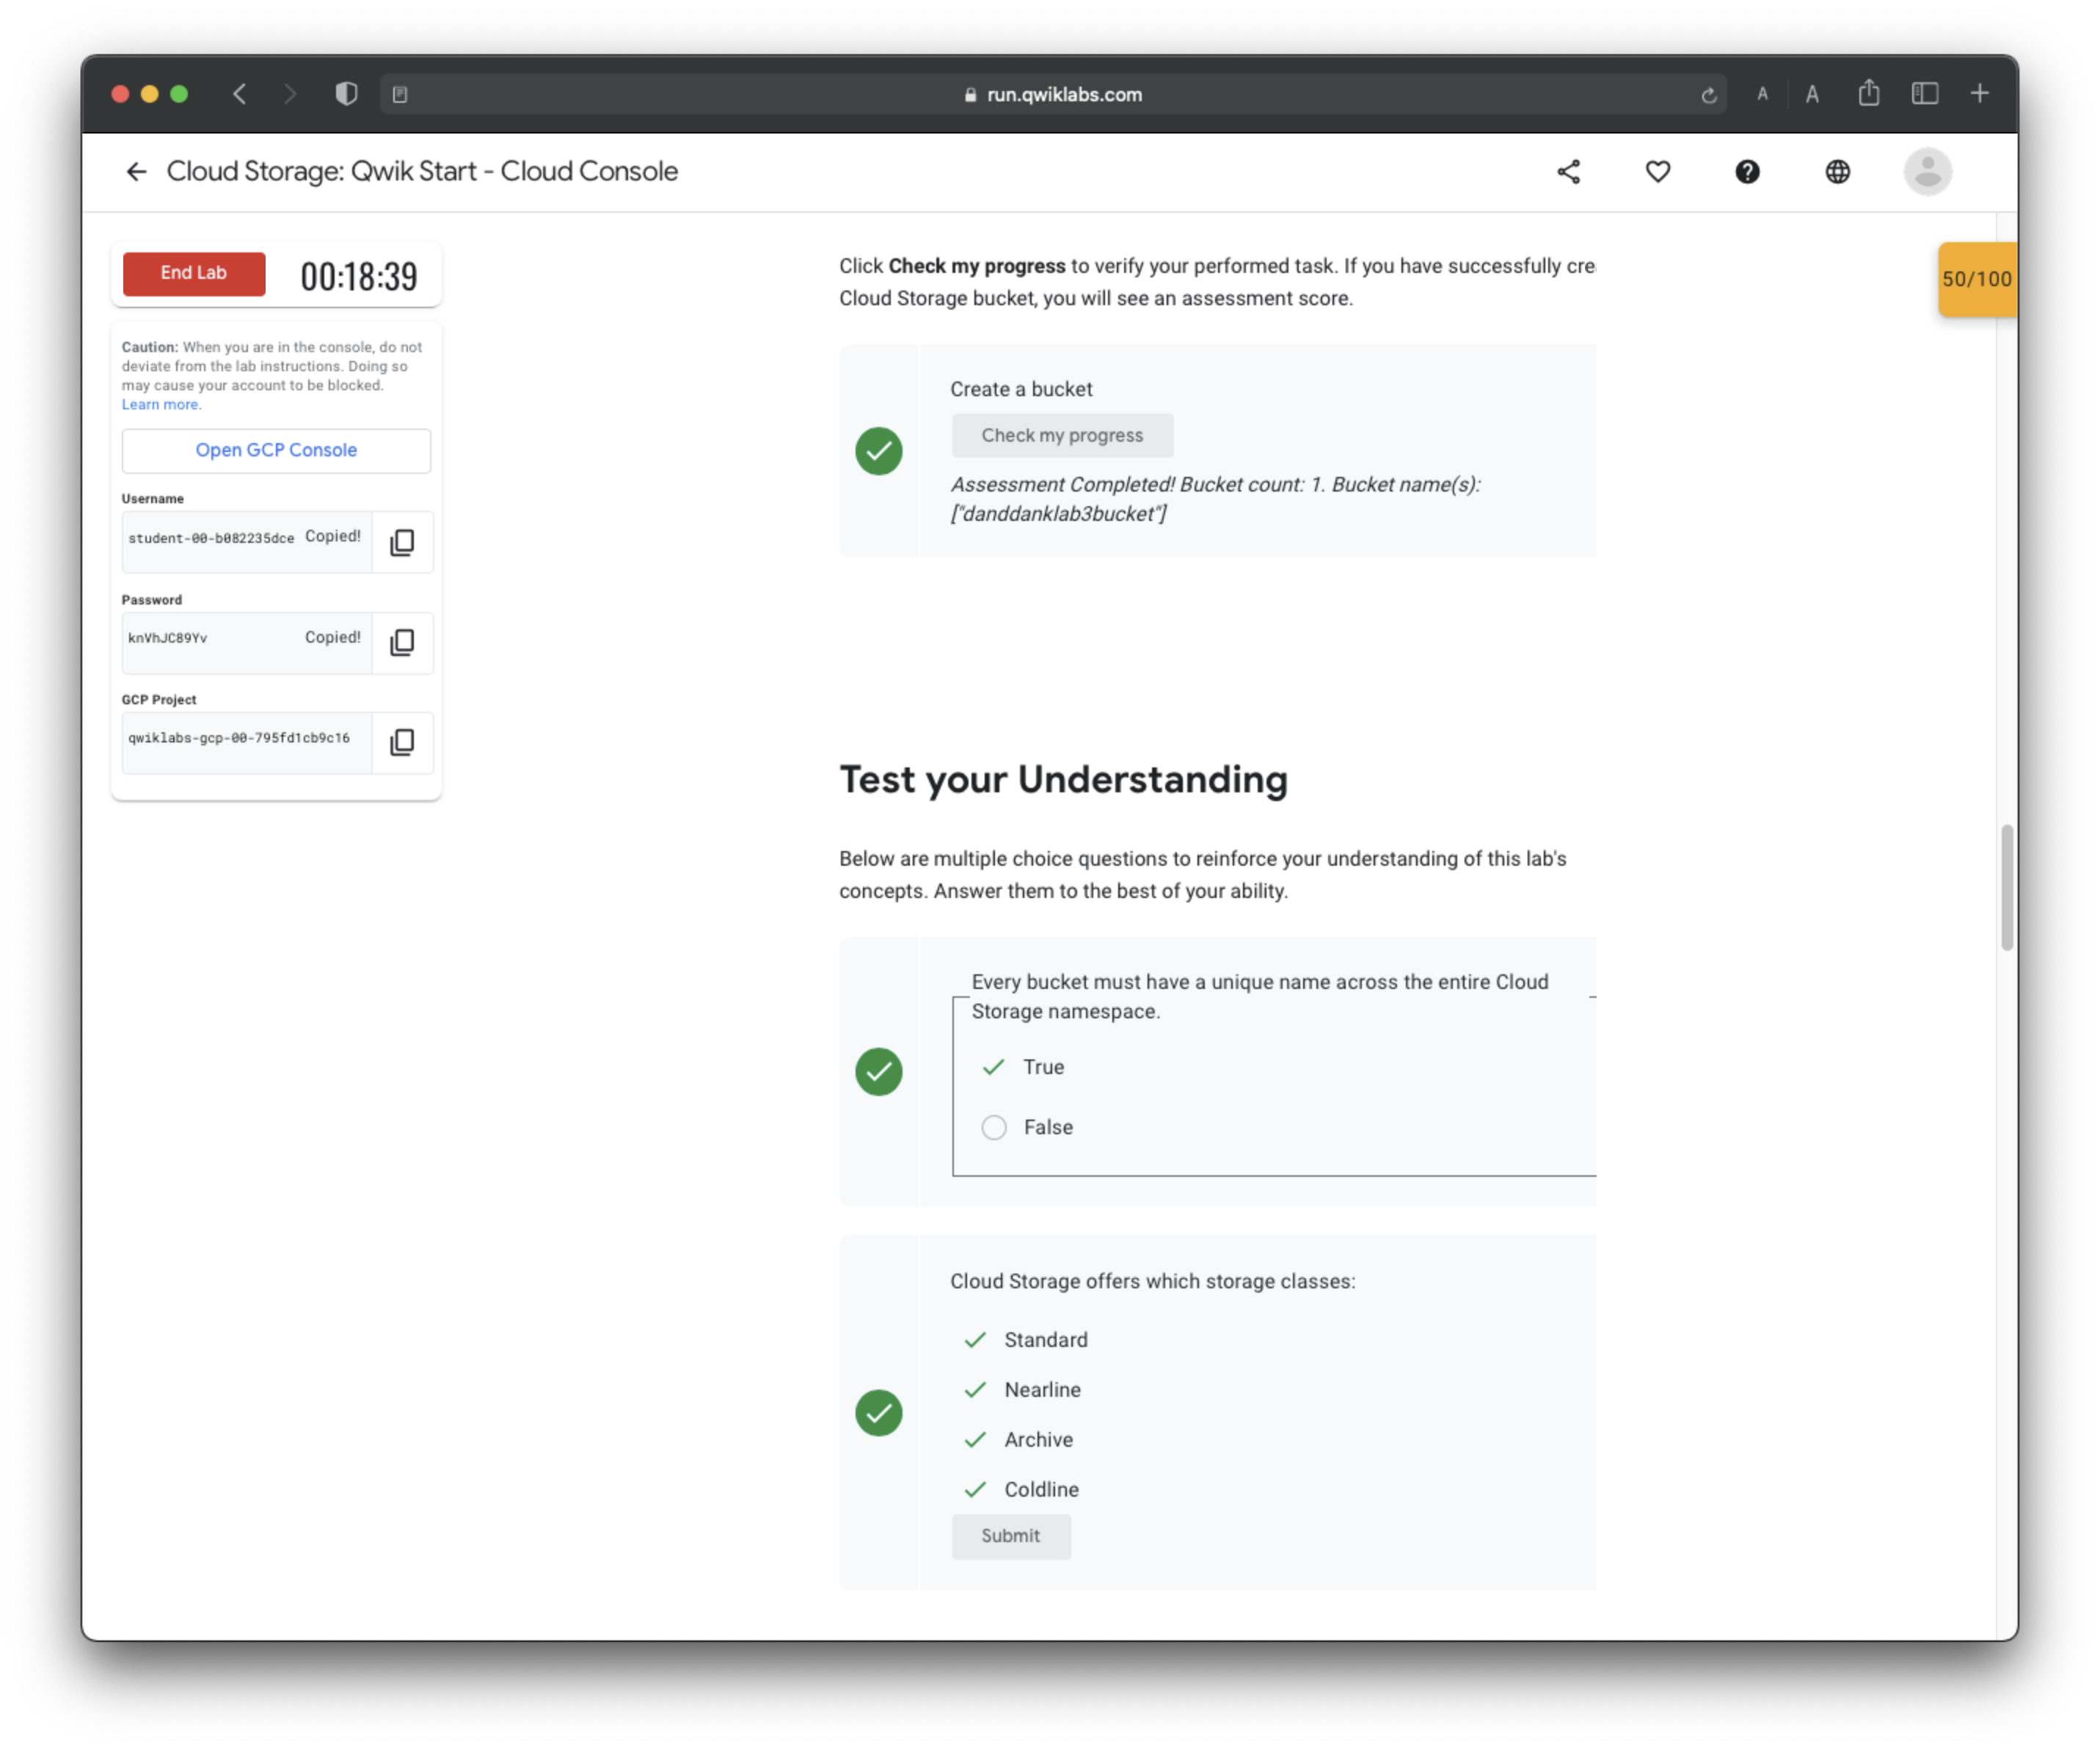 run.qwiklabs.com
A A
Cloud Storage: Qwik Start - Cloud Console
End Lab 00:18:39
Caution: When you are in the console, do not
deviate from the lab instructions. Doing so
may cause your account to be blocked.
Learn more.
Open GCP Console
Username
student-00-b082235dce Copied!
Password
knVhJC89Yv Copied!
GCP Project
qwiklabs-gcp-00-795fd1cb9c16
50/100
Click Check my progress to verify your performed task. If you have successfully cre
Cloud Storage bucket, you will see an assessment score.
Create a bucket
Check my progress
Assessment Completed! Bucket count: 1. Bucket name(s):
["danddanklab3bucket"]
Test your Understanding
Below are multiple choice questions to reinforce your understanding of this lab's
concepts. Answer them to the best of your ability.
Every bucket must have a unique name across the entire Cloud
Storage namespace.
True
False
Cloud Storage offers which storage classes:
Standard
Nearline
Archive
Coldline
Submit